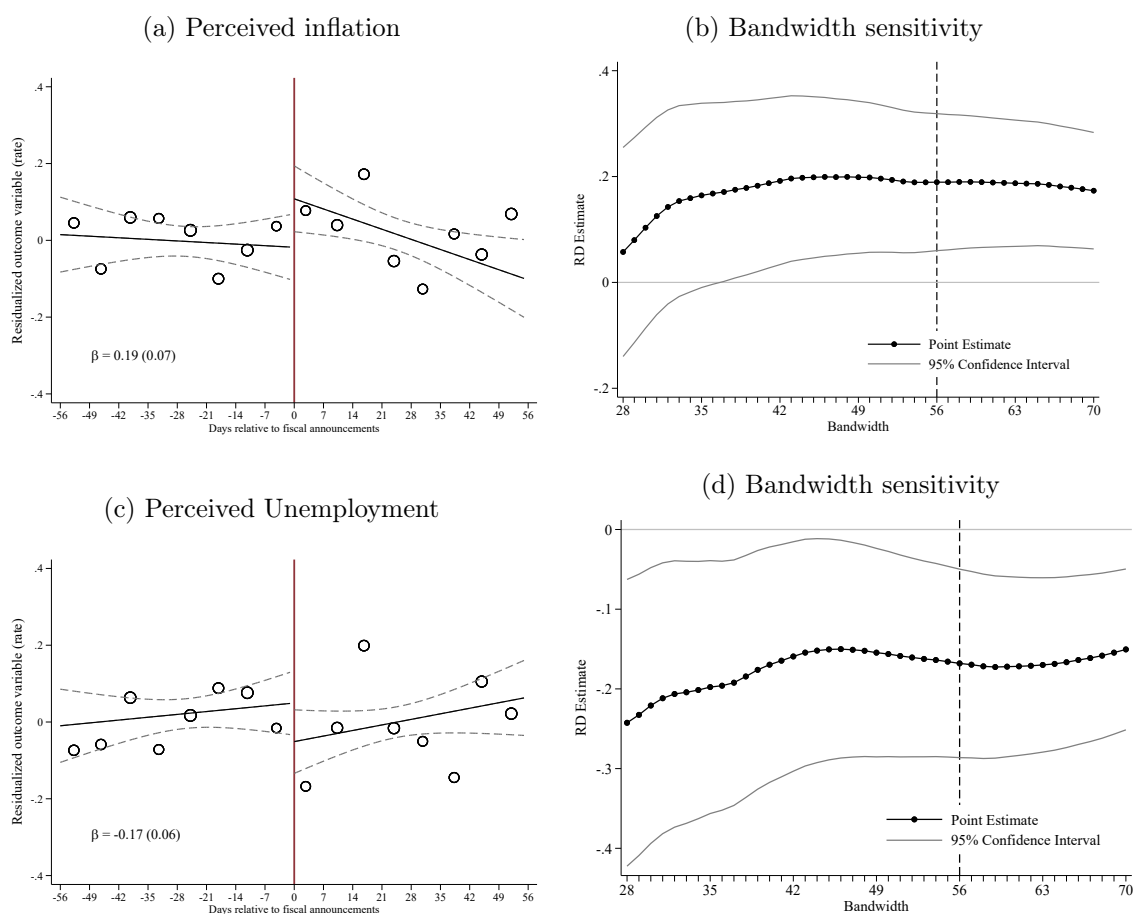 (a) Perceived inflation
Residualized outcome variable (rate)
.4
.2
0
-.2
-.4
β = 0.19 (0.07)
-56 -49 -42 -35 -28 -21 -14 -7 0 7 14 21 28 35 42 49 56
Days relative to fiscal announcements
(b) Bandwidth sensitivity
RD Estimate
.4
.2
0
-.2
Point Estimate
95% Confidence Interval
28 35 42 49 56 63 70
Bandwidth
(c) Perceived Unemployment
Residualized outcome variable (rate)
.4
.2
0
-.2
-.4
β = -0.17 (0.06)
-56 -49 -42 -35 -28 -21 -14 -7 0 7 14 21 28 35 42 49 56
Days relative to fiscal announcements
(d) Bandwidth sensitivity
RD Estimate
0
-.1
-.2
-.3
-.4
Point Estimate
95% Confidence Interval
28 35 42 49 56 63 70
Bandwidth